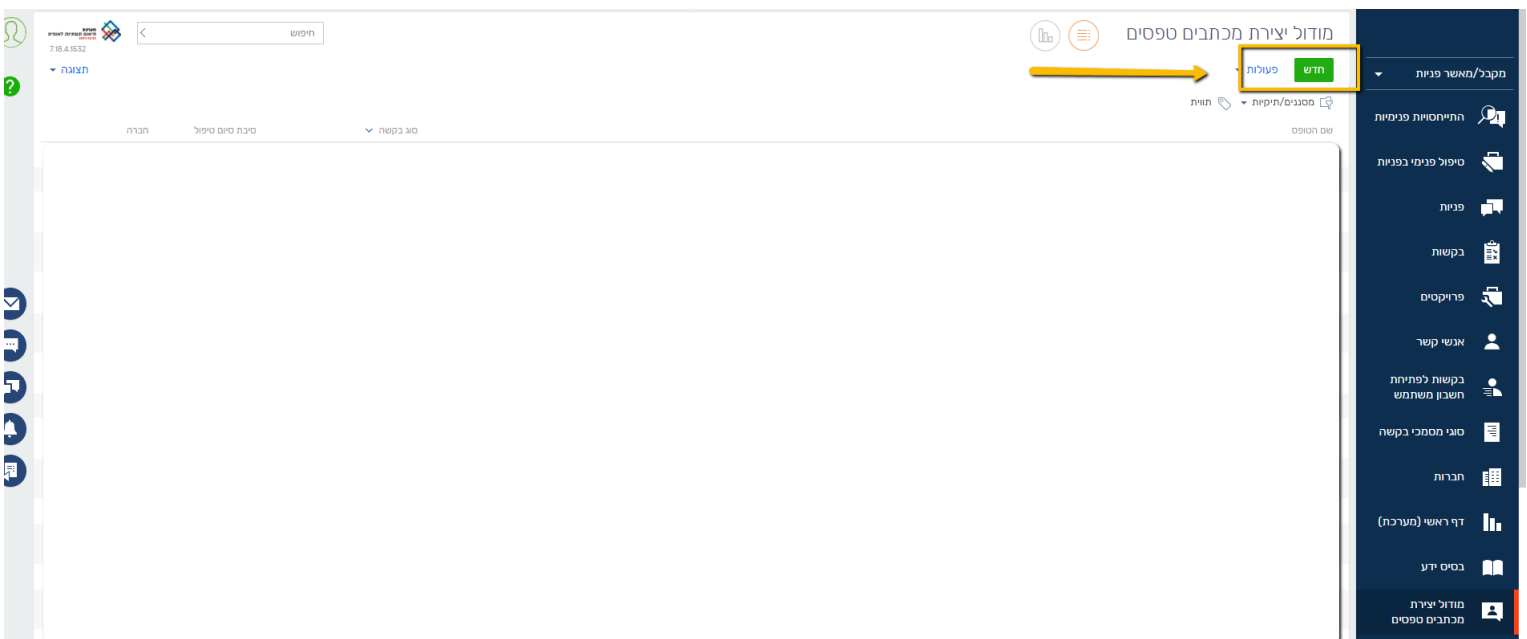 מודול יצירת מכתבים טפסים
חיפוש
7.18.4.1532
חדש
פעולות
תצוגה
מסננים/תיקיות
תווית
שם הטופס
סוג בקשה
סיבת סיום טיפול
חברה
מקבל/מאשר פניות
התייחסויות פנימיות
טיפול פנימי בפניות
פניות
בקשות
פרויקטים
אנשי קשר
בקשות לפתיחת
חשבון משתמש
סוגי מסמכי בקשה
חברות
דף ראשי (מערכת)
בסיס ידע
מודול יצירת
מכתבים טפסים
?